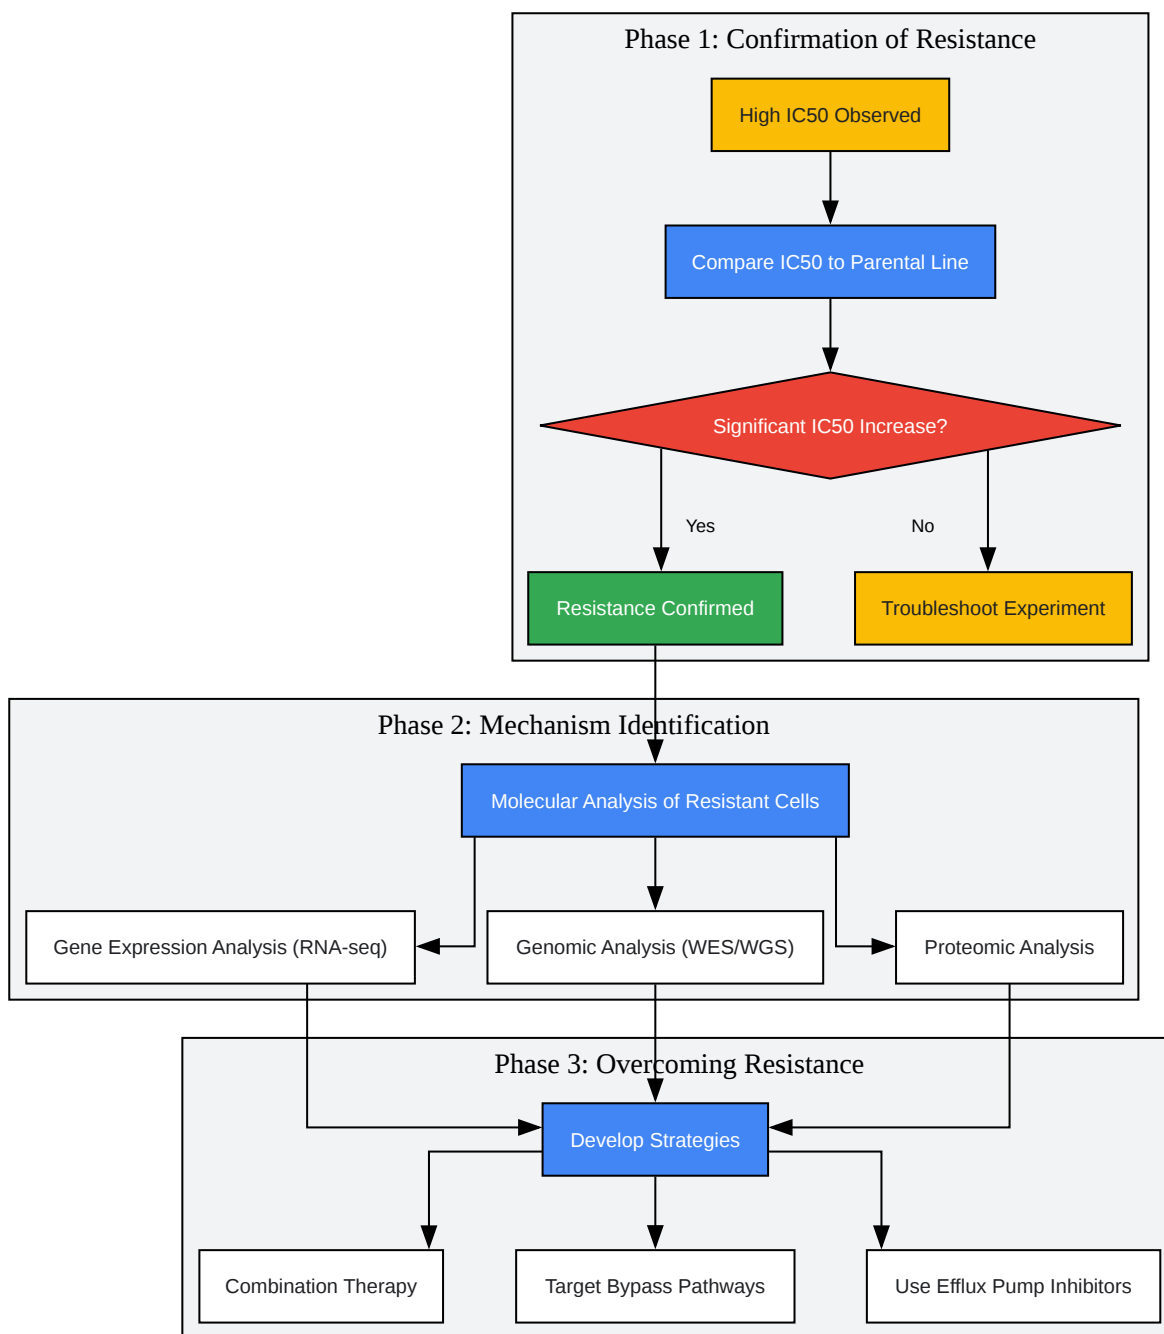 Phase 1: Confirmation of Resistance
High IC50 Observed
Compare IC50 to Parental Line
Significant IC50 Increase?
Yes
No
Resistance Confirmed
Troubleshoot Experiment
Phase 2: Mechanism Identification
Molecular Analysis of Resistant Cells
Gene Expression Analysis (RNA-seq)
Genomic Analysis (WES/WGS)
Proteomic Analysis
Phase 3: Overcoming Resistance
Develop Strategies
Combination Therapy
Target Bypass Pathways
Use Efflux Pump Inhibitors